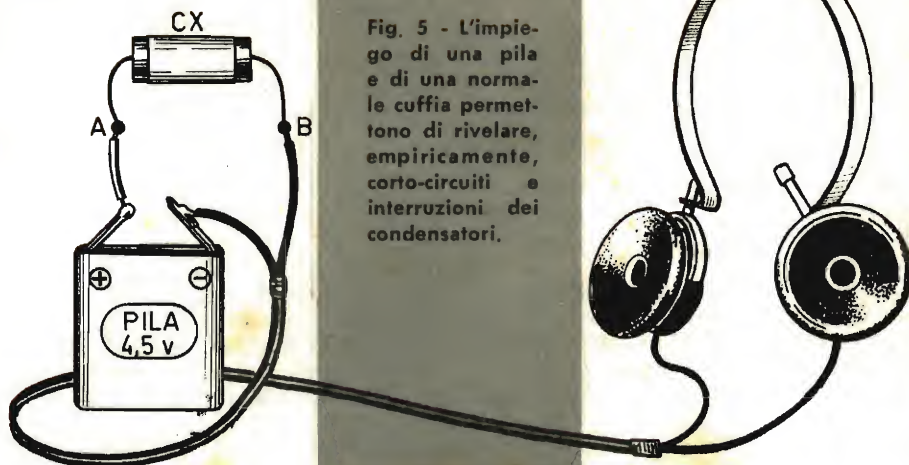 CX
A
B
+
-
PILA
4,5 v
Fig. 5 - L'impie-
go di una pila
e di una norma-
le cuffia permet-
tono di rivelare,
empiricamente,
corto-circuiti e
interruzioni dei
condensatori.